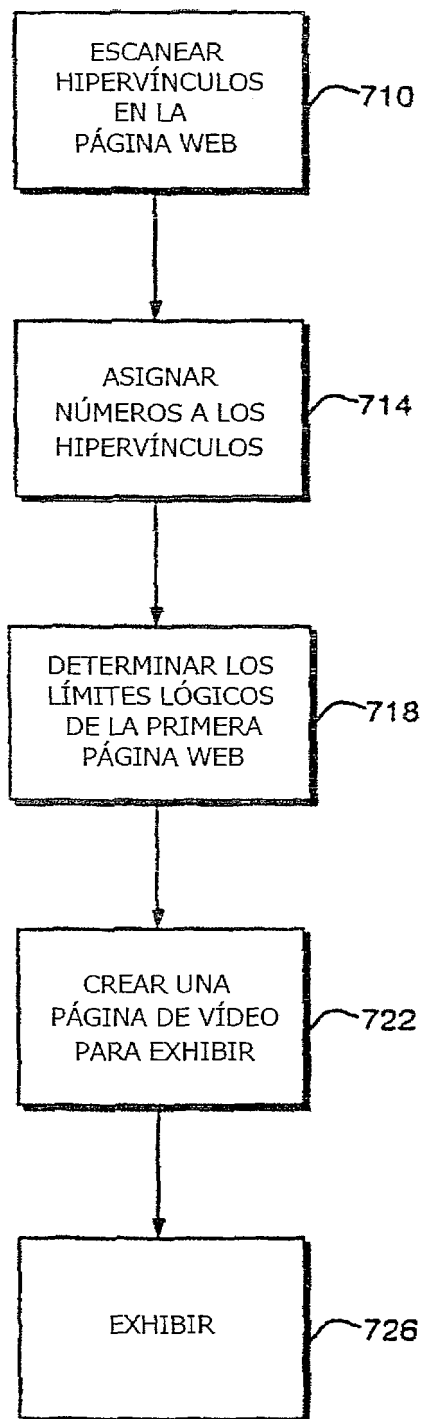 ESCANEAR
HIPERVÍNCULOS
EN LA
PÁGINA WEB
710
ASIGNAR
NÚMEROS A LOS
HIPERVÍNCULOS
714
DETERMINAR LOS
LÍMITES LÓGICOS
DE LA PRIMERA
PÁGINA WEB
718
CREAR UNA
PÁGINA DE VÍDEO
PARA EXHIBIR
722
EXHIBIR
726